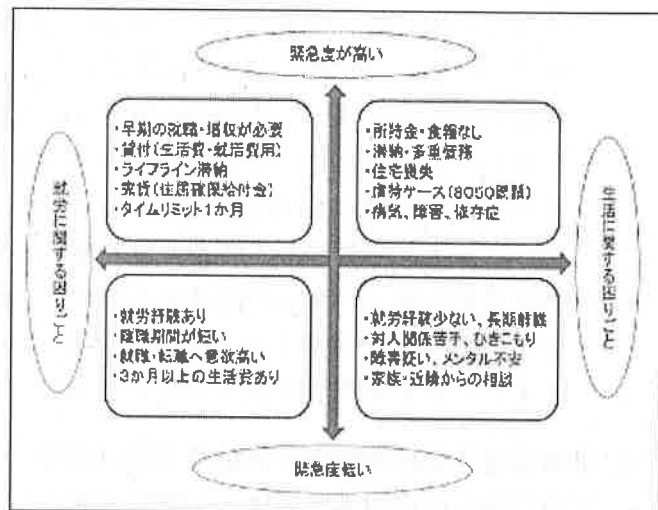 緊急度が高い
・早期の就職・増収が必要
・貸付(生活費・就活費用)
・ライフライン滞納
・家賃(住居確保給付金)
・タイムリミット1か月
・所持金・食糧なし
・滞納・多重債務
・住宅喪失
・虐待ケース(8050問題)
・病気、障害、依存症
就労に関する困りごと
生活に関する困りごと
・就労経験あり
・離職期間が短い
・就職・転職へ意欲高い
・3か月以上の生活費あり
・就労経験少ない、長期離職
・対人関係苦手、ひきこもり
・障害疑い、メンタル不安
・家族・近隣からの相談
緊急度低い